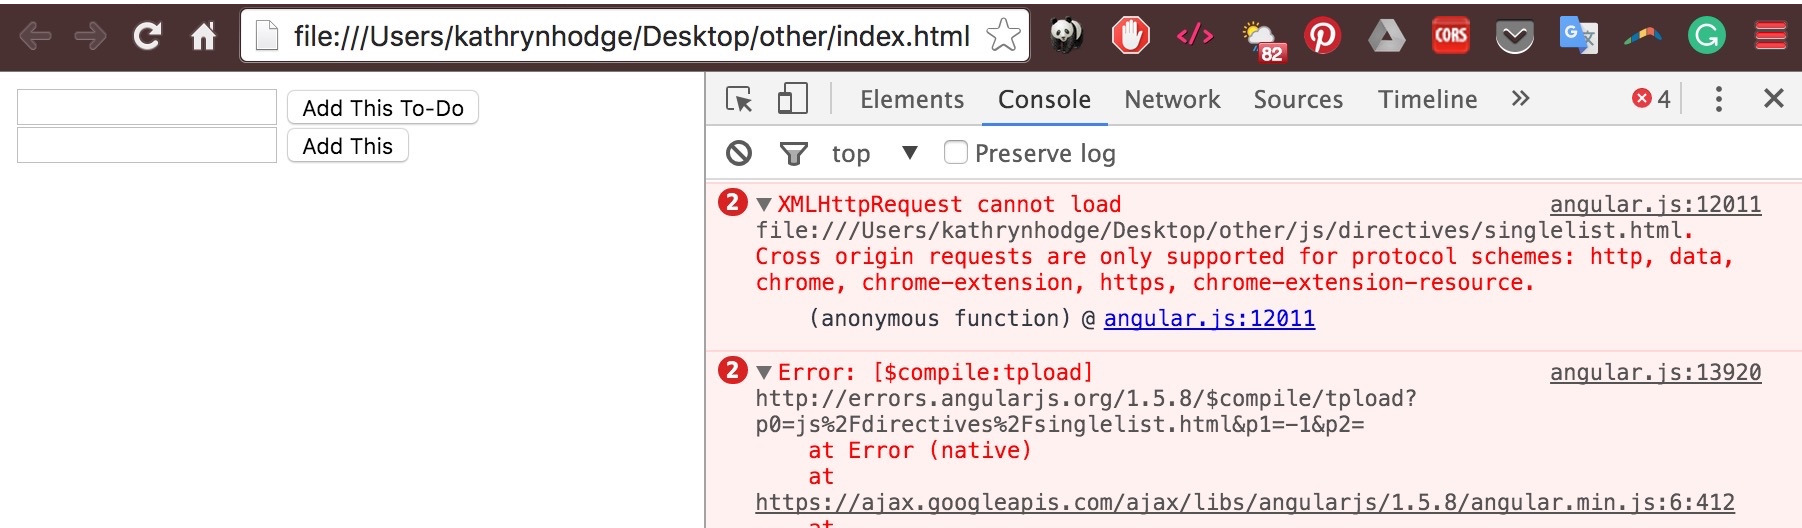 file:///Users/kathrynhodge/Desktop/other/index.html
82
CORS
Add This To-Do
Add This
Elements Console Network Sources Timeline » 4
top Preserve log
2 XMLHttpRequest cannot load angular.js:12011
file:///Users/kathrynhodge/Desktop/other/js/directives/singlelist.html.
Cross origin requests are only supported for protocol schemes: http, data,
chrome, chrome-extension, https, chrome-extension-resource.
(anonymous function) @ angular.js:12011
2 Error: [$compile:tpload] angular.js:13920
http://errors.angularjs.org/1.5.8/$compile/tpload?
p0=js%2Fdirectives%2Fsinglelist.html&p1=-1&p2=
at Error (native)
at
https://ajax.googleapis.com/ajax/libs/angularjs/1.5.8/angular.min.js:6:412
at